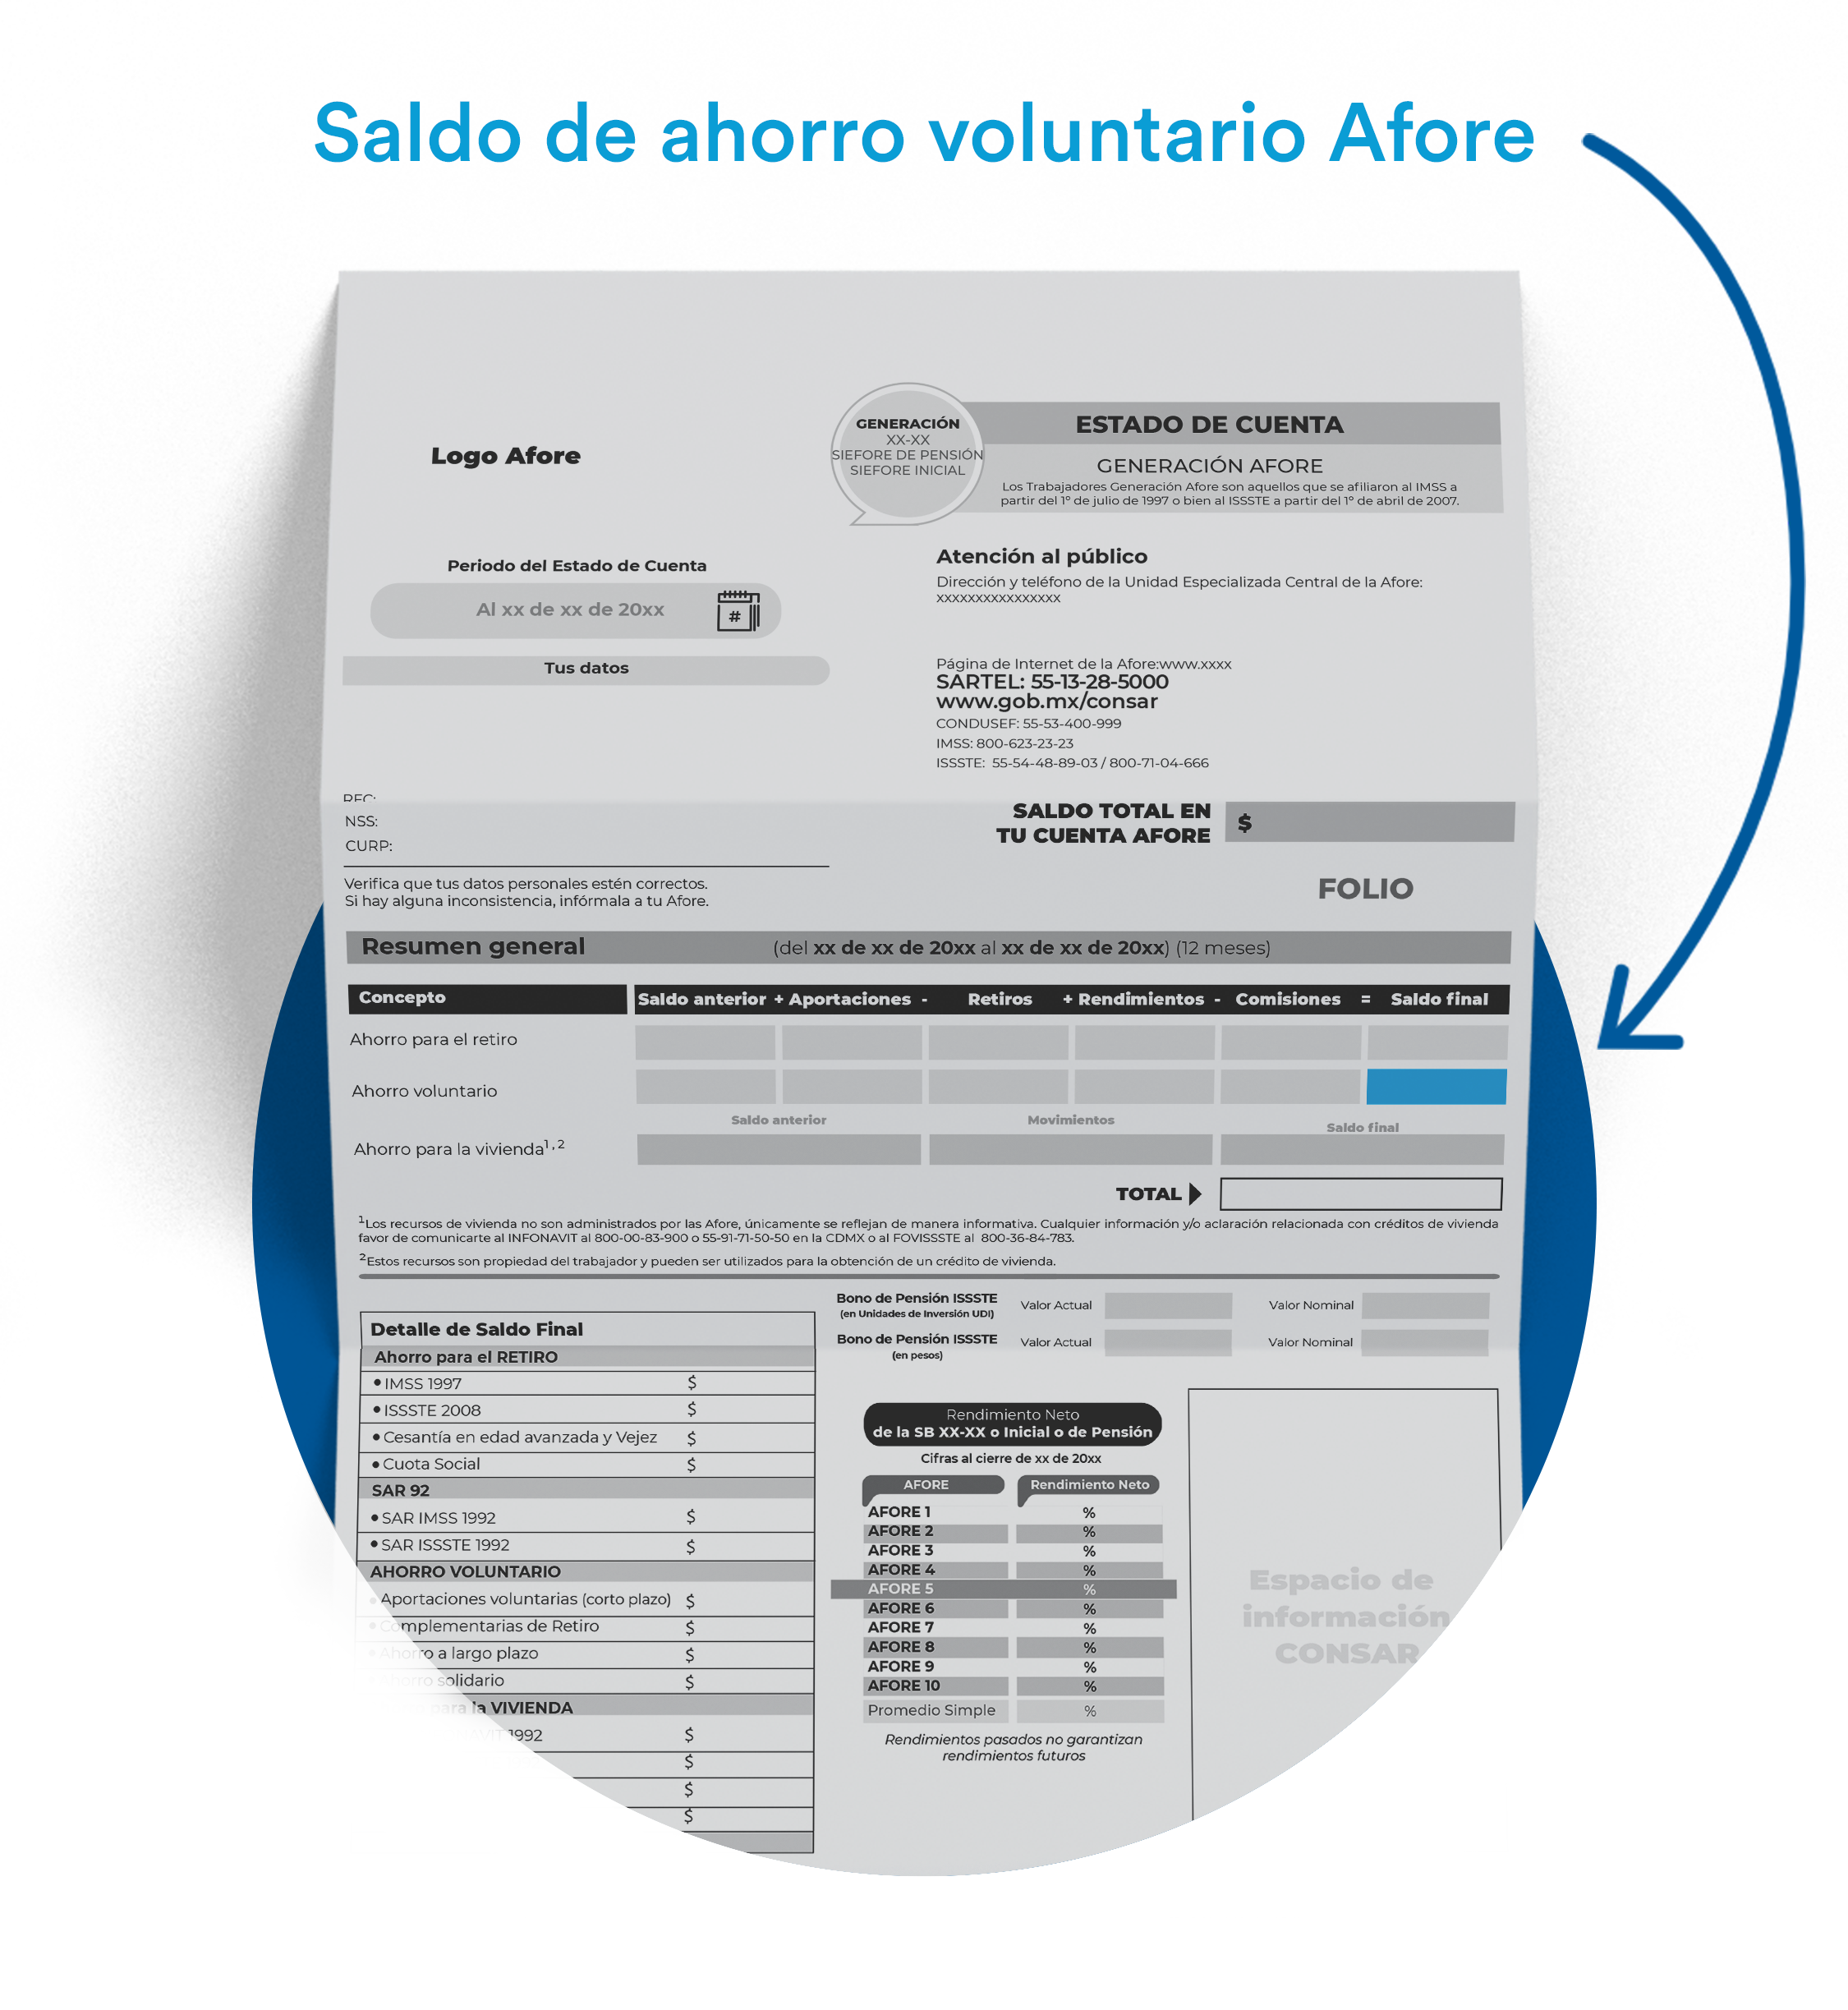 Saldo de ahorro voluntario Afore
Logo Afore
GENERACIÓN
XX-XX
SIEFORE DE PENSIÓN
SIEFORE INICIAL
ESTADO DE CUENTA
GENERACIÓN AFORE
Los Trabajadores Generación Afore son aquellos que se afiliaron al IMSS a
partir del 1º de julio de 1997 o bien al ISSSTE a partir del 1º de abril de 2007.
Periodo del Estado de Cuenta
Al xx de xx de 20xx
#
Tus datos
Atención al público
Dirección y teléfono de la Unidad Especializada Central de la Afore:
xxxxxxxxxxxxxxxx
Página de Internet de la Afore:www.xxxx
SARTEL: 55-13-28-5000
www.gob.mx/consar
CONDUSEF: 55-53-400-999
IMSS: 800-623-23-23
ISSSTE: 55-54-48-89-03 / 800-71-04-666
RFC:
NSS:
CURP:
SALDO TOTAL EN
TU CUENTA AFORE $
Verifica que tus datos personales estén correctos.
Si hay alguna inconsistencia, infórmala a tu Afore.
FOLIO
Resumen general (del xx de xx de 20xx al xx de xx de 20xx) (12 meses)
Concepto Saldo anterior + Aportaciones - Retiros + Rendimientos - Comisiones = Saldo final
Ahorro para el retiro
Ahorro voluntario
Saldo anterior Movimientos Saldo final
Ahorro para la vivienda1,2
TOTAL
1Los recursos de vivienda no son administrados por las Afore, únicamente se reflejan de manera informativa. Cualquier información y/o aclaración relacionada con créditos de vivienda
favor de comunicarte al INFONAVIT al 800-00-83-900 o 55-91-71-50-50 en la CDMX o al FOVISSSTE al 800-36-84-783.
2Estos recursos son propiedad del trabajador y pueden ser utilizados para la obtención de un crédito de vivienda.
Bono de Pensión ISSSTE Valor Actual Valor Nominal
(en Unidades de Inversión UDI)
Bono de Pensión ISSSTE Valor Actual Valor Nominal
(en pesos)
Detalle de Saldo Final
Ahorro para el RETIRO
• IMSS 1997 $
• ISSSTE 2008 $
• Cesantía en edad avanzada y Vejez $
• Cuota Social $
SAR 92
• SAR IMSS 1992 $
• SAR ISSSTE 1992 $
AHORRO VOLUNTARIO
• Aportaciones voluntarias (corto plazo) $
• Complementarias de Retiro $
• Ahorro a largo plazo $
• Ahorro solidario $
para la VIVIENDA
1992 $
$
$
$
Rendimiento Neto
de la SB XX-XX o Inicial o de Pensión
Cifras al cierre de xx de 20xx
AFORE Rendimiento Neto
AFORE 1 %
AFORE 2 %
AFORE 3 %
AFORE 4 %
AFORE 5 %
AFORE 6 %
AFORE 7 %
AFORE 8 %
AFORE 9 %
AFORE 10 %
Promedio Simple %
Rendimientos pasados no garantizan
rendimientos futuros
Espacio de
información
CONSAR